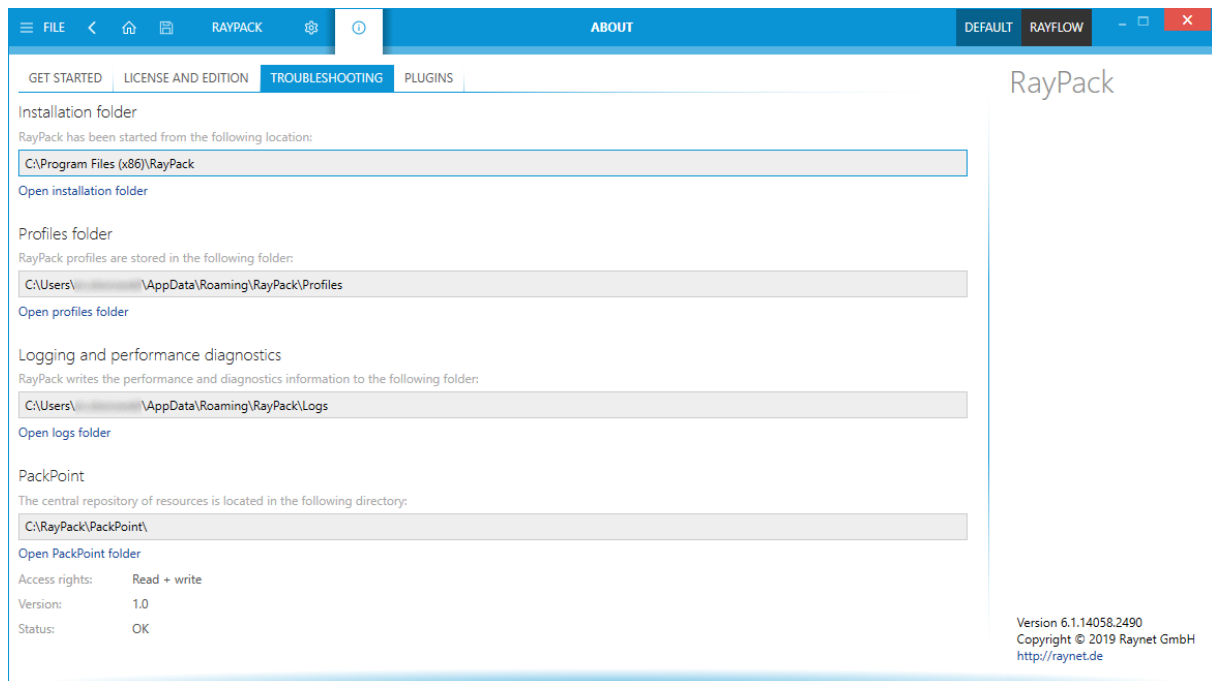 FILE RAYPACK ABOUT DEFAULT RAYFLOW
GET STARTED LICENSE AND EDITION TROUBLESHOOTING PLUGINS
RayPack
Installation folder
RayPack has been started from the following location:
C:\Program Files (x86)\RayPack
Open installation folder
Profiles folder
RayPack profiles are stored in the following folder:
C:\Users\ \AppData\Roaming\RayPack\Profiles
Open profiles folder
Logging and performance diagnostics
RayPack writes the performance and diagnostics information to the following folder:
C:\Users\ \AppData\Roaming\RayPack\Logs
Open logs folder
PackPoint
The central repository of resources is located in the following directory:
C:\RayPack\PackPoint\
Open PackPoint folder
Access rights: Read + write
Version: 1.0
Status: OK
Version 6.1.14058.2490
Copyright © 2019 Raynet GmbH
http://raynet.de